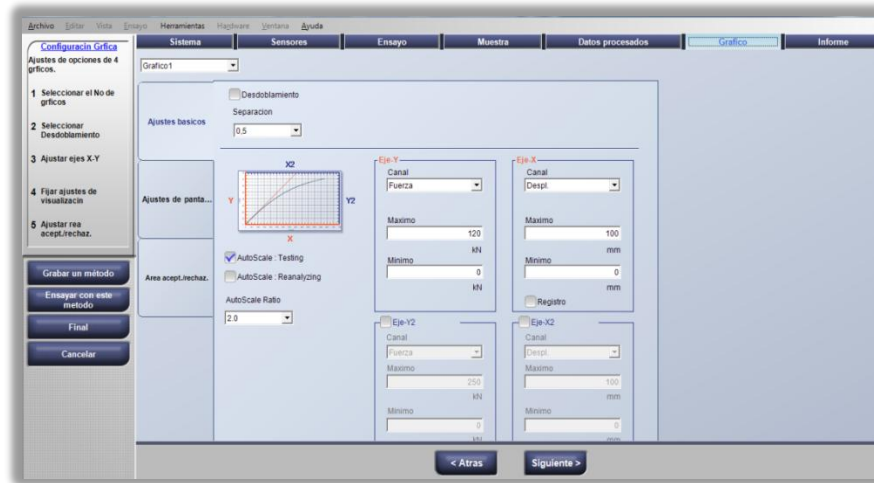 Archivo Editar Vista Ensayo Herramientas Hardware Ventana Ayuda
Sistema Sensores Ensayo Muestra Datos procesados Grafico Informe
Configuracin Grfica
Ajustes de opciones de 4
grficos.
1 Seleccionar el No de
grficos
2 Seleccionar
Desdoblamiento
3 Ajustar ejes X-Y
4 Fijar ajustes de
visualizacin
5 Ajustar rea
acept./rechaz.
Grabar un método
Ensayar con este
metodo
Final
Cancelar
Grafico1
Ajustes basicos
Ajustes de panta...
Area acept./rechaz.
Desdoblamiento
Separacion
0,5
X2
Y
Y2
X
AutoScale : Testing
AutoScale : Reanalyzing
AutoScale Ratio
2.0
Eje-Y
Canal
Fuerza
Maximo
120
kN
Minimo
0
kN
Eje-X
Canal
Despl.
Maximo
100
mm
Minimo
0
mm
Registro
Eje-Y2
Canal
Fuerza
Maximo
250
kN
Minimo
0
kN
Eje-X2
Canal
Despl.
Maximo
100
mm
Minimo
0
mm
< Atras Siguiente >